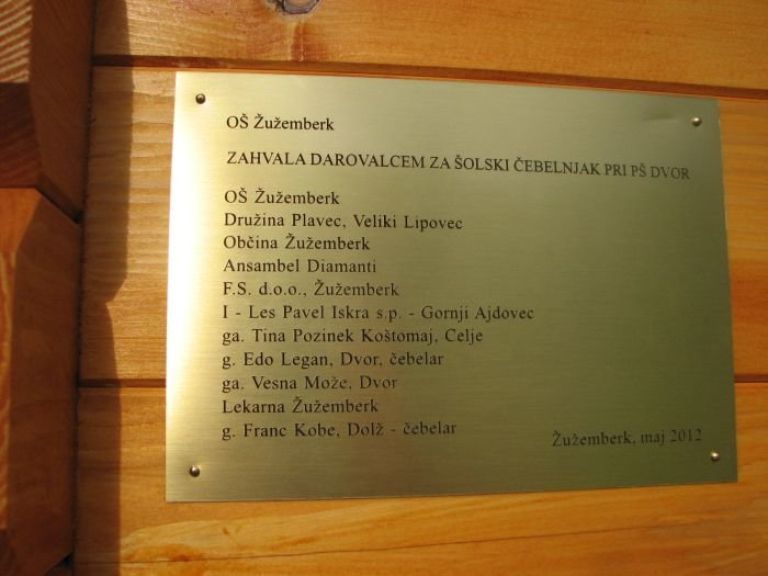 OŠ Žužemberk
ZAHVALA DAROVALCEM ZA ŠOLSKI ČEBELNJAK PRI PŠ DVOR
OŠ Žužemberk
Družina Plavec, Veliki Lipovec
Občina Žužemberk
Ansambel Diamanti
F.S. d.o.o., Žužemberk
I - Les Pavel Iskra s.p. - Gornji Ajdovec
ga. Tina Pozinek Koštomaj, Celje
g. Edo Legan, Dvor, čebelar
ga. Vesna Može, Dvor
Lekarna Žužemberk
g. Franc Kobe, Dolž - čebelar
Žužemberk, maj 2012